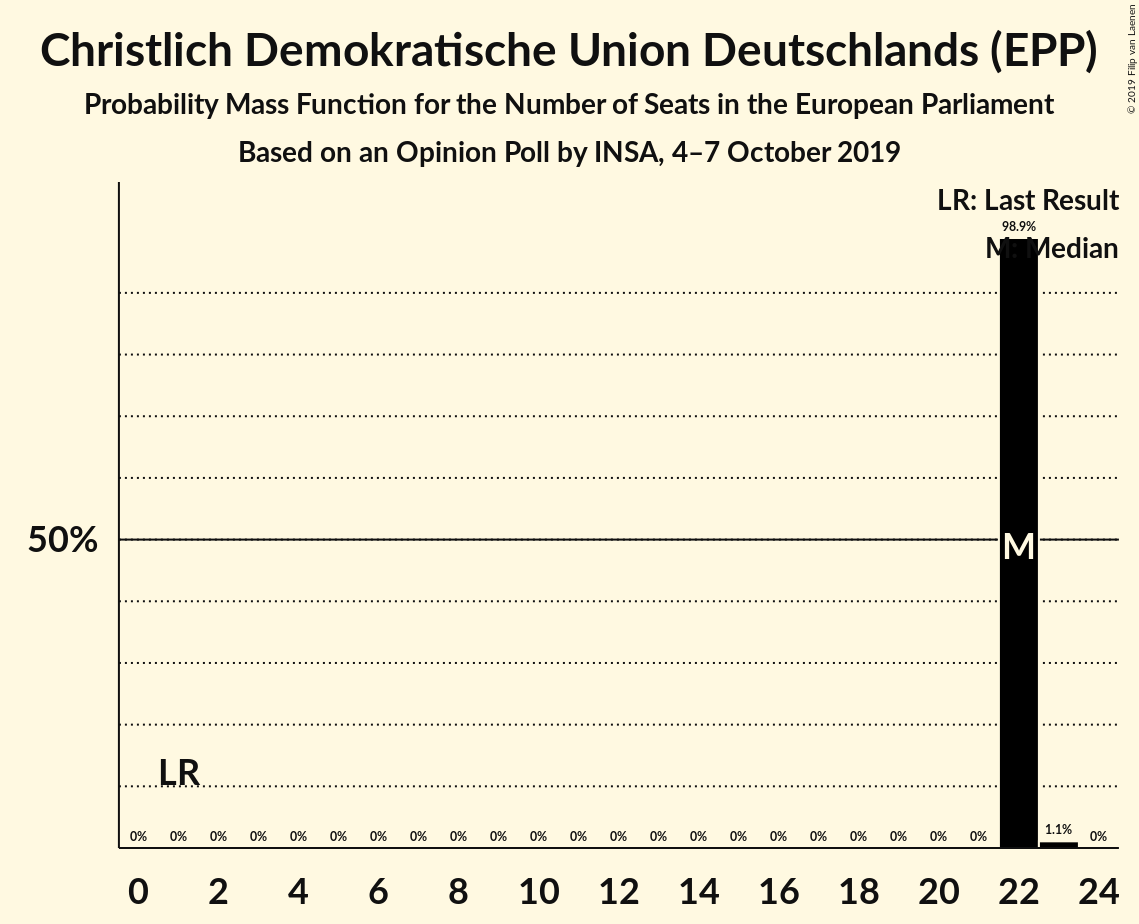 Christlich Demokratische Union Deutschlands (EPP)
Probability Mass Function for the Number of Seats in the European Parliament
Based on an Opinion Poll by INSA, 4–7 October 2019
© 2019 Filip van Laenen
LR: Last Result
98.9%
M: Median
50%
M
LR
0% 0% 0% 0% 0% 0% 0% 0% 0% 0% 0% 0% 0% 0% 0% 0% 0% 0% 0% 0% 0% 0% 1.1% 0%
0 2 4 6 8 10 12 14 16 18 20 22 24